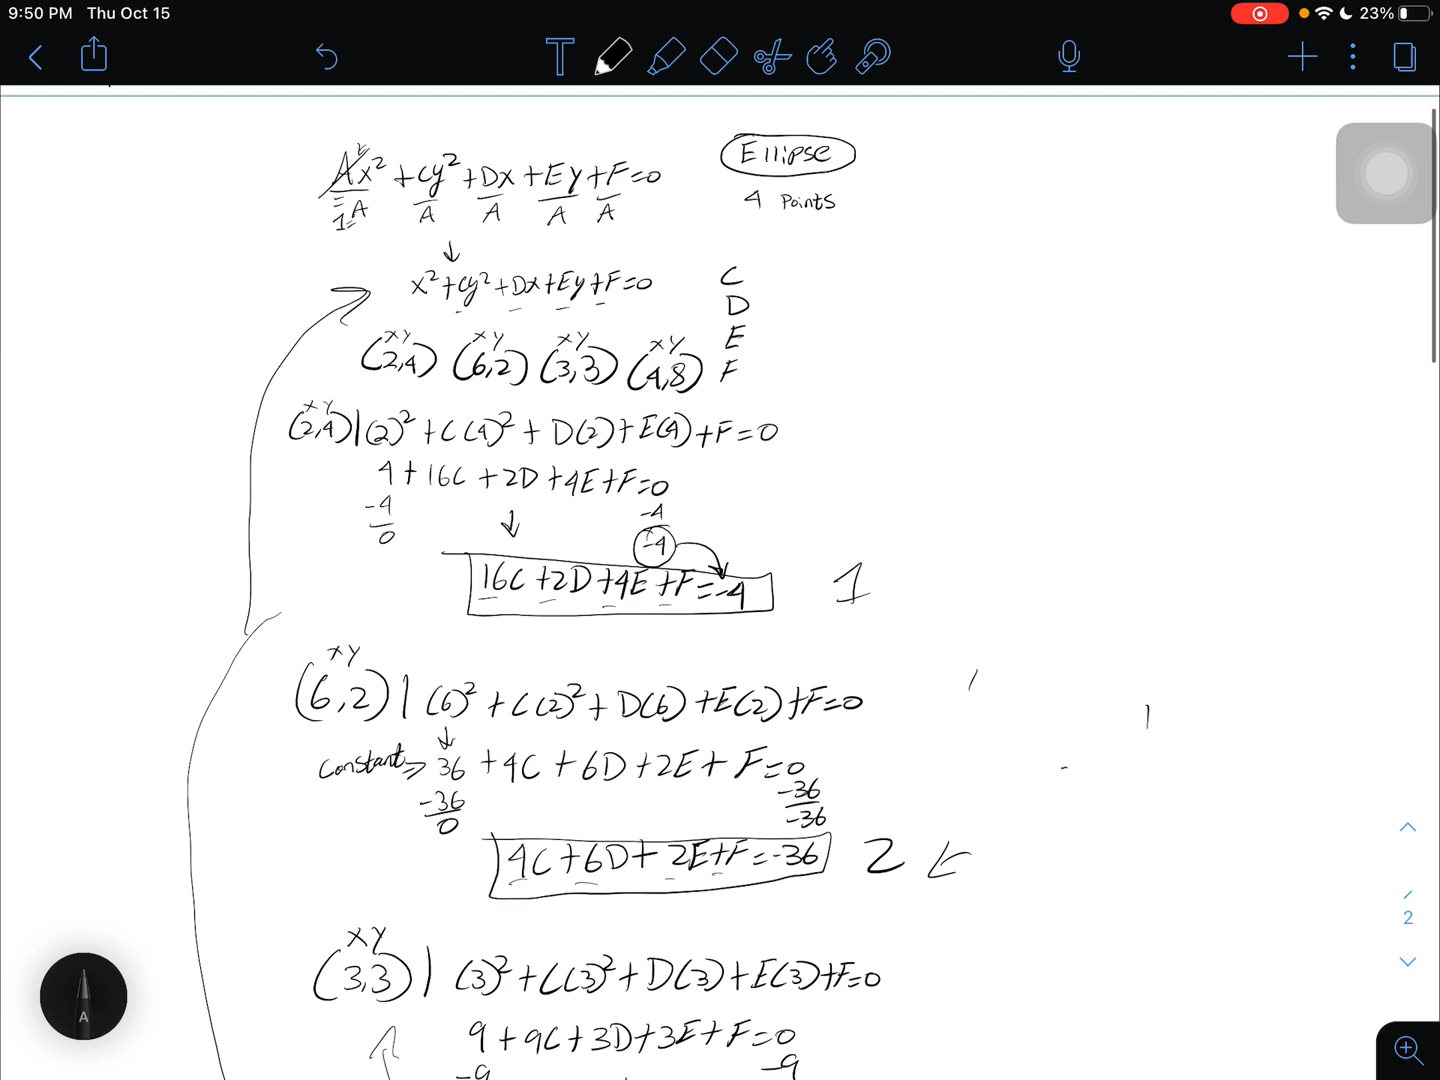 9:50 PM Thu Oct 15
23%
T
Ax² + Cy² + Dx + Ey + F = 0
A A A A A
1
Ellipse
4 Points
x² + Cy² + Dx + Ey + F = 0
C
D
E
F
x y x y x y x y
(2,4) (6,2) (3,3) (4,8)
x y
(2,4) | (2)² + C(4)² + D(2) + E(4) + F = 0
4 + 16C + 2D + 4E + F = 0
-4 -4
0 -4
16C + 2D + 4E + F = -4 1
x y
(6,2) | (6)² + C(2)² + D(6) + E(2) + F = 0
constant => 36 + 4C + 6D + 2E + F = 0
-36 -36
0 -36
4C + 6D + 2E + F = -36 2
x y
(3,3) | (3)² + C(3)² + D(3) + E(3) + F = 0
9 + 9C + 3D + 3E + F = 0
-9 -9
2
A